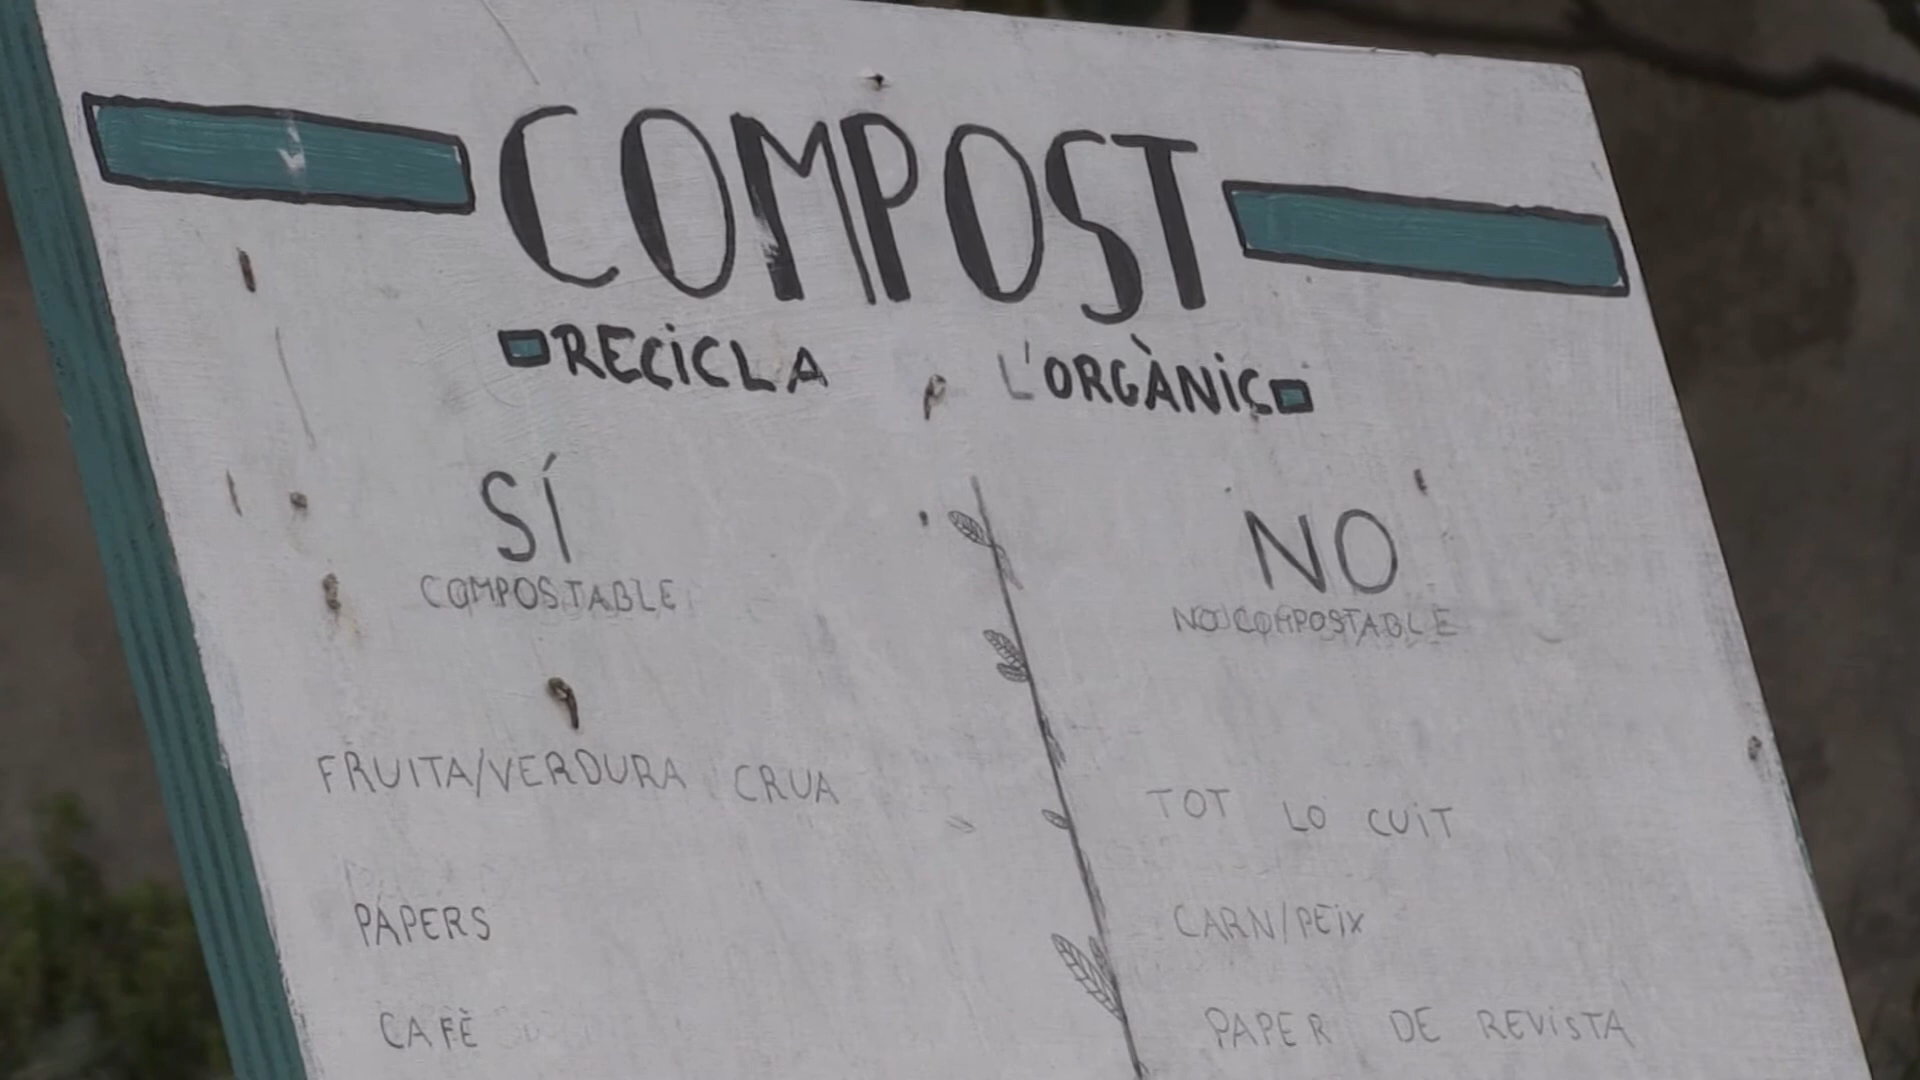 COMPOST
RECICLA L'ORGÀNIC
SÍ
COMPOSTABLE
FRUITA/VERDURA CRUA
PAPERS
CAFÈ
NO
NO COMPOSTABLE
TOT LO CUIT
CARN/PEIX
PAPER DE REVISTA